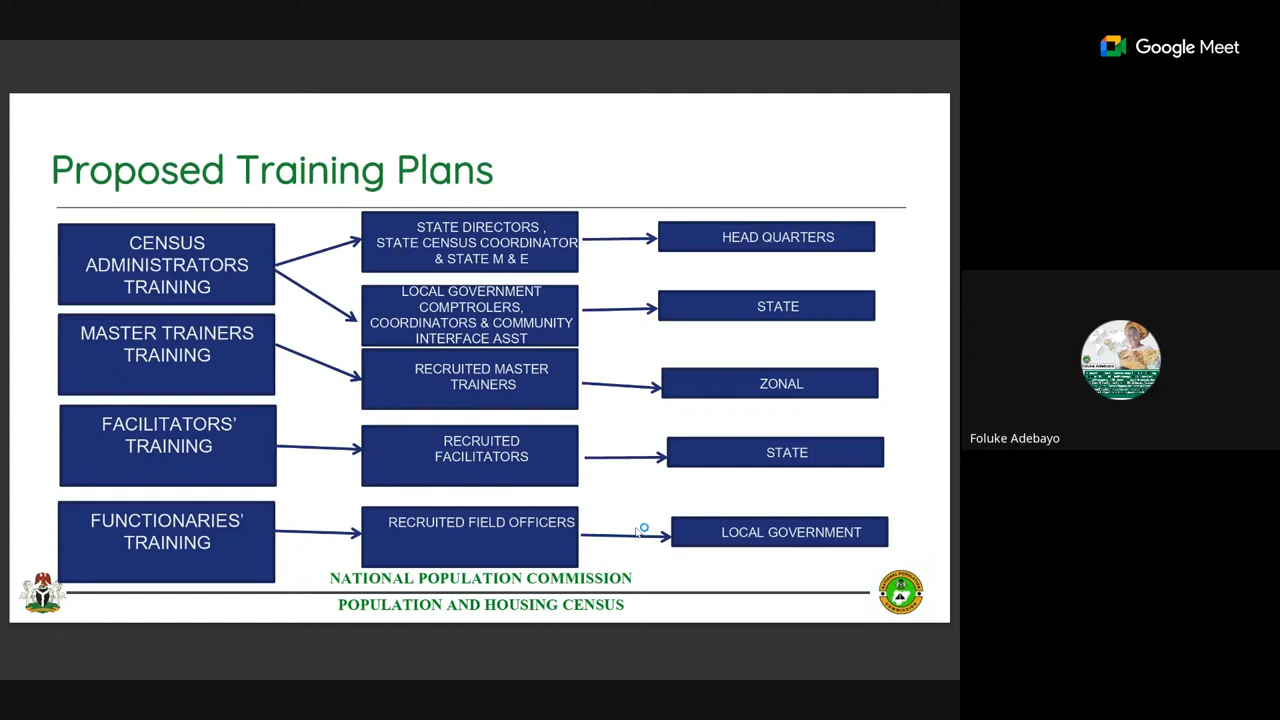 Google Meet
Proposed Training Plans
CENSUS
ADMINISTRATORS
TRAINING
STATE DIRECTORS ,
STATE CENSUS COORDINATOR
& STATE M & E
HEAD QUARTERS
LOCAL GOVERNMENT
COMPTROLERS,
COORDINATORS & COMMUNITY
INTERFACE ASST
STATE
MASTER TRAINERS
TRAINING
RECRUITED MASTER
TRAINERS
ZONAL
FACILITATORS’
TRAINING
RECRUITED
FACILITATORS
STATE
FUNCTIONARIES’
TRAINING
RECRUITED FIELD OFFICERS
LOCAL GOVERNMENT
NATIONAL POPULATION COMMISSION
POPULATION AND HOUSING CENSUS
Foluke Adebayo